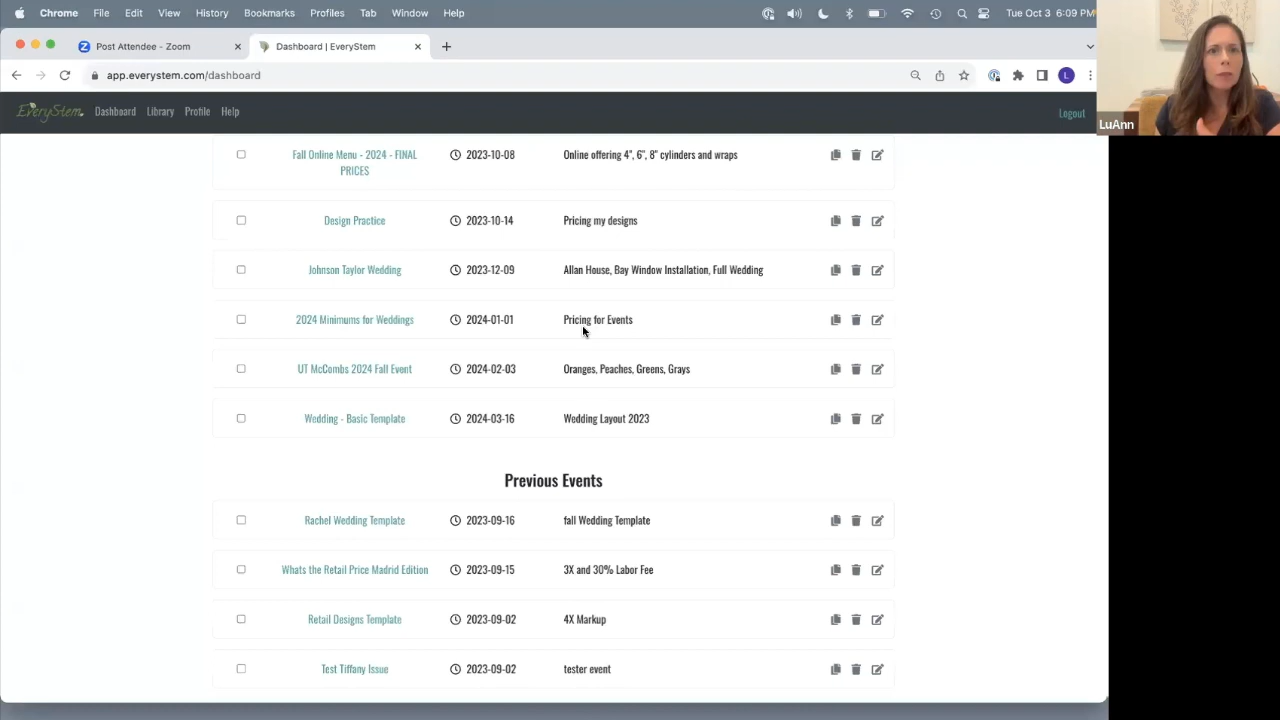 Chrome File Edit View History Bookmarks Profiles Tab Window Help Tue Oct 3 6:09 PM
Post Attendee - Zoom Dashboard | EveryStem
app.everystem.com/dashboard L
EveryStem. Dashboard Library Profile Help Logout
LuAnn
Fall Online Menu - 2024 - FINAL
PRICES
2023-10-08 Online offering 4", 6", 8" cylinders and wraps
Design Practice 2023-10-14 Pricing my designs
Johnson Taylor Wedding 2023-12-09 Allan House, Bay Window Installation, Full Wedding
2024 Minimums for Weddings 2024-01-01 Pricing for Events
UT McCombs 2024 Fall Event 2024-02-03 Oranges, Peaches, Greens, Grays
Wedding - Basic Template 2024-03-16 Wedding Layout 2023
Previous Events
Rachel Wedding Template 2023-09-16 fall Wedding Template
Whats the Retail Price Madrid Edition 2023-09-15 3X and 30% Labor Fee
Retail Designs Template 2023-09-02 4X Markup
Test Tiffany Issue 2023-09-02 tester event